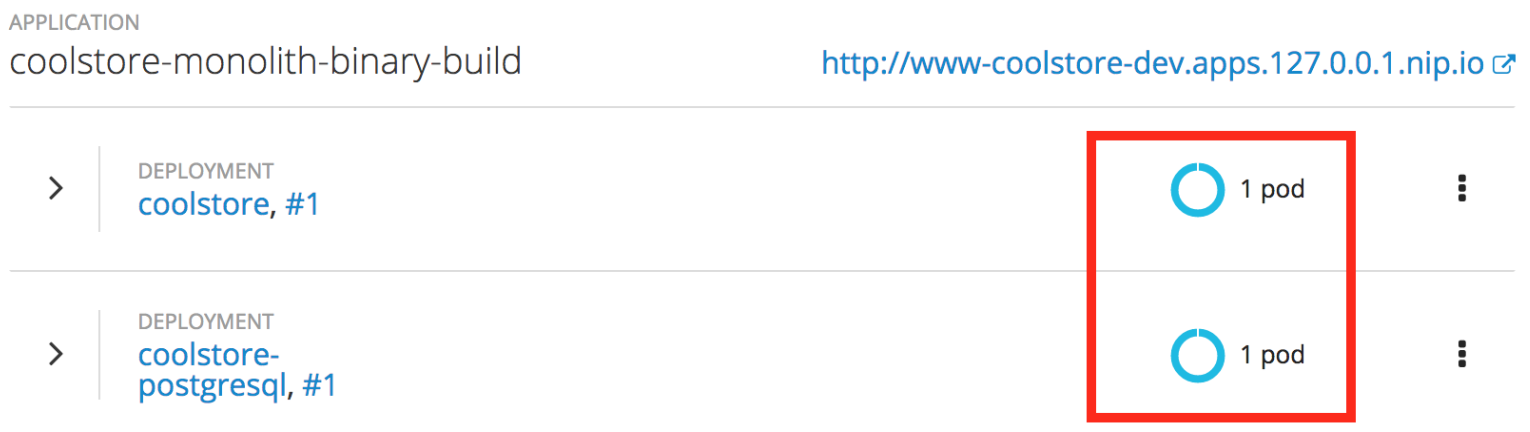 APPLICATION
coolstore-monolith-binary-build
http://www-coolstore-dev.apps.127.0.0.1.nip.io
DEPLOYMENT
coolstore, #1
1 pod
DEPLOYMENT
coolstore-
postgresql, #1
1 pod